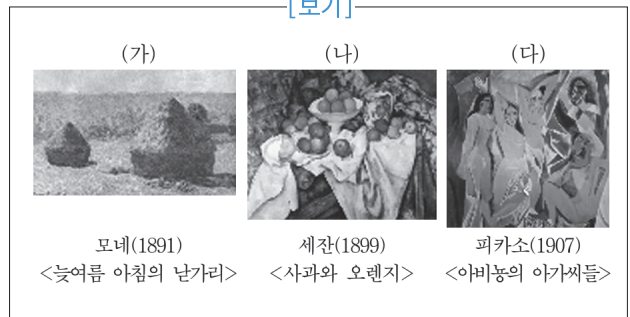 [보기]
(가) (나) (다)
모네(1891) 세잔(1899) 피카소(1907)
<늦여름 아침의 낟가리> <사과와 오렌지> <아비뇽의 아가씨들>